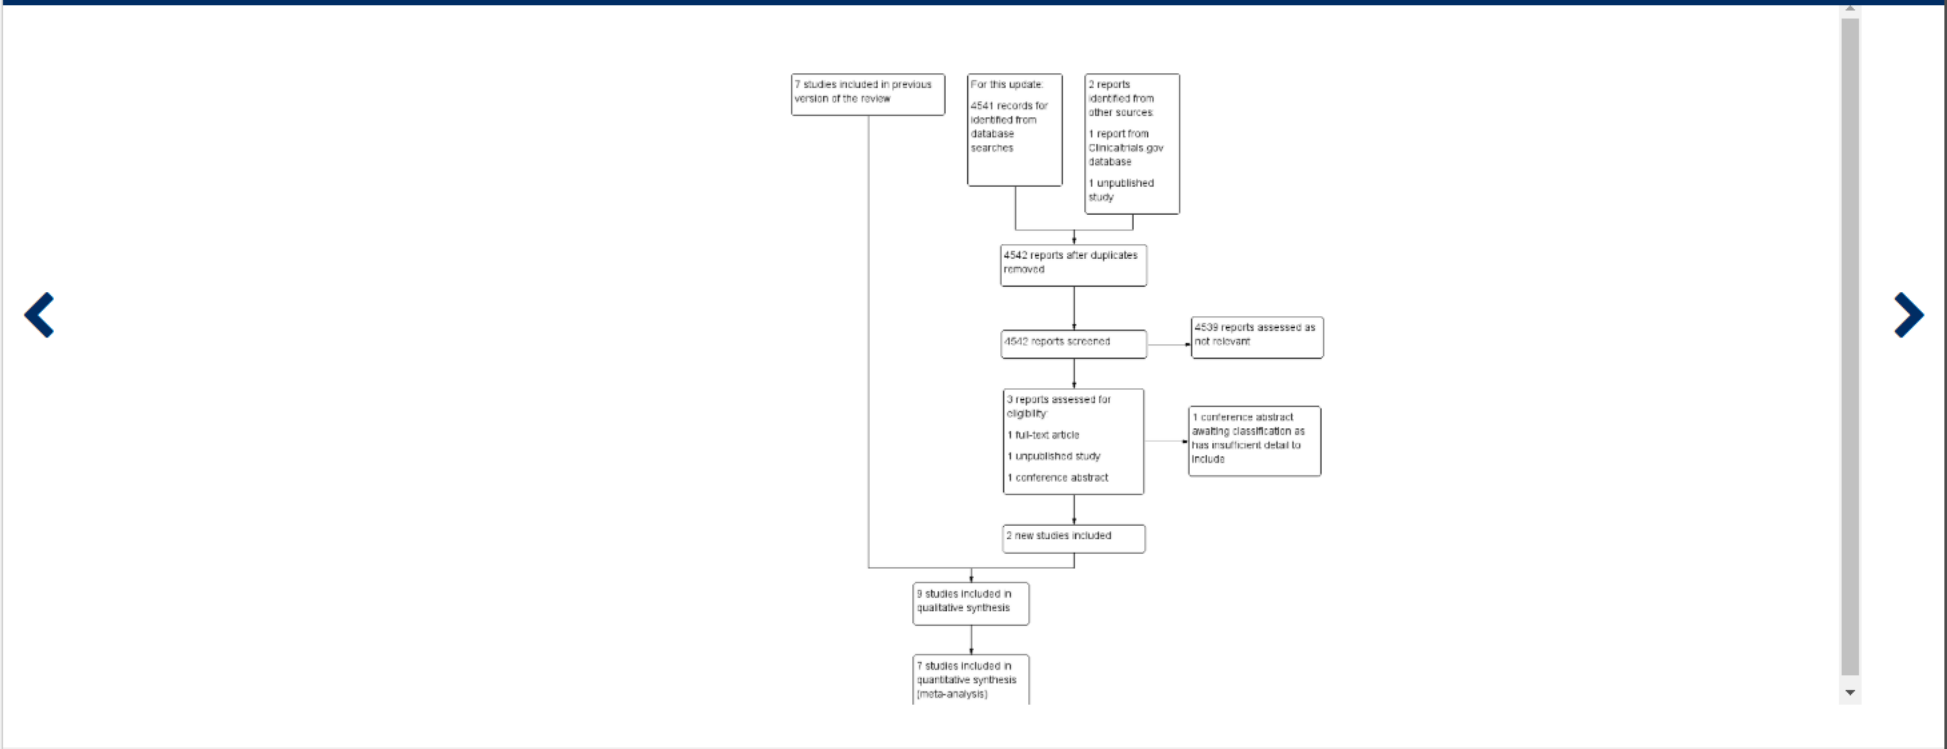 7 studies included in previous
version of the review
For this update:
4541 records for
identified from
database
searches
2 reports
identified from
other sources:
1 report from
Clinicaltrials.gov
database
1 unpublished
study
4542 reports after duplicates
removed
4542 reports screened
4539 reports assessed as
not relevant
3 reports assessed for
eligibility:
1 full-text article
1 unpublished study
1 conference abstract
1 conference abstract
awaiting classification as
has insufficient detail to
include
2 new studies included
9 studies included in
qualitative synthesis
7 studies included in
quantitative synthesis
(meta-analysis)